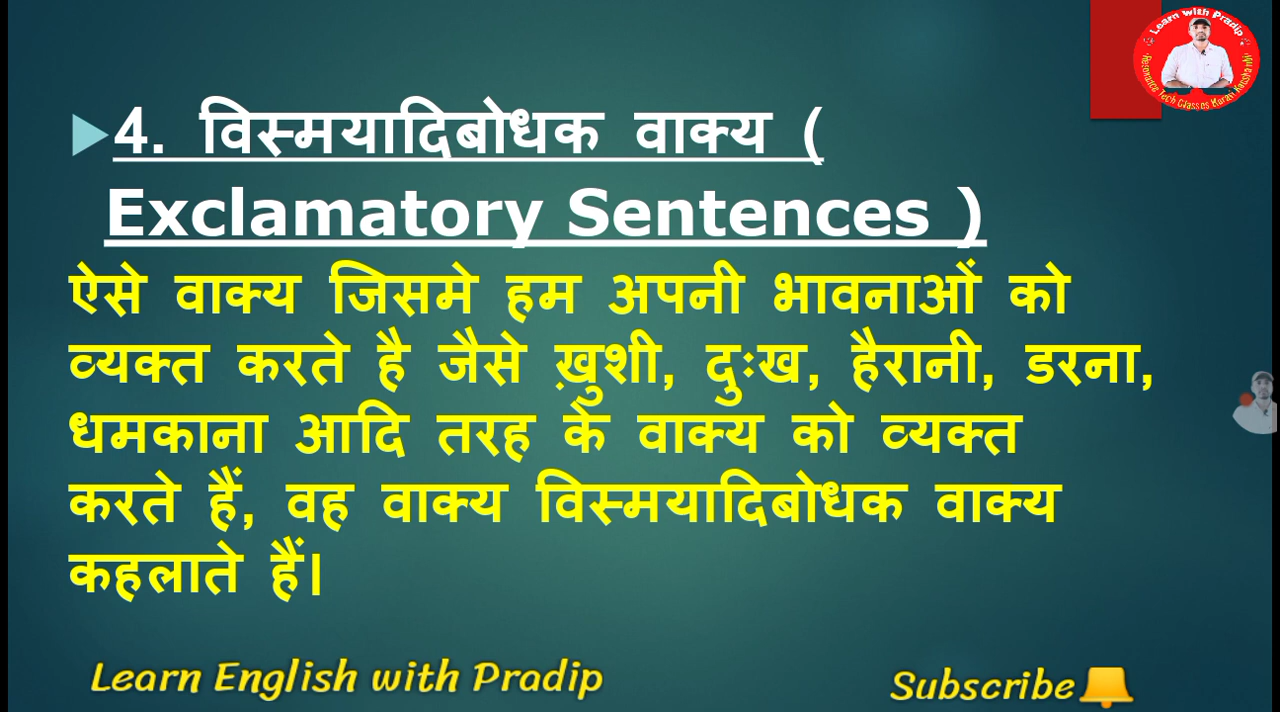 Learn with Pradip
4. विस्मयादिबोधक वाक्य (
Exclamatory Sentences )
ऐसे वाक्य जिसमे हम अपनी भावनाओं को
व्यक्त करते है जैसे ख़ुशी, दुःख, हैरानी, डरना,
धमकाना आदि तरह के वाक्य को व्यक्त
करते हैं, वह वाक्य विस्मयादिबोधक वाक्य
कहलाते हैं।
Learn English with Pradip
Subscribe